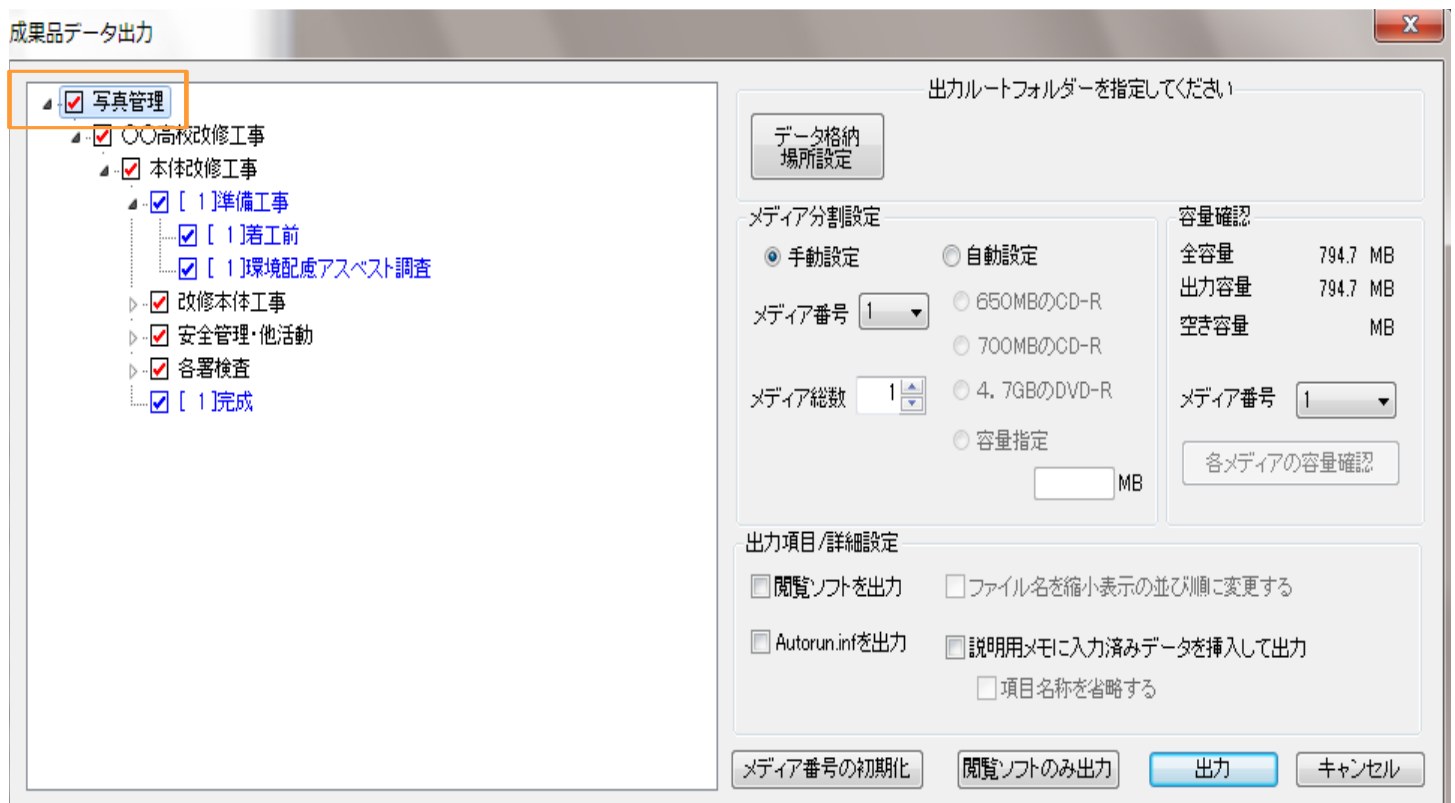 成果品データ出力
写真管理
〇〇高校改修工事
本体改修工事
[ 1]準備工事
[ 1]着工前
[ 1]環境配慮アスベスト調査
改修本体工事
安全管理・他活動
各署検査
[ 1]完成
出力ルートフォルダーを指定してください
データ格納
場所設定
メディア分割設定
手動設定
自動設定
メディア番号 1
650MBのCD-R
700MBのCD-R
メディア総数 1
4. 7GBのDVD-R
容量指定
MB
容量確認
全容量 794.7 MB
出力容量 794.7 MB
空き容量 MB
メディア番号 1
各メディアの容量確認
出力項目/詳細設定
閲覧ソフトを出力
ファイル名を縮小表示の並び順に変更する
Autorun.infを出力
説明用メモに入力済みデータを挿入して出力
項目名称を省略する
メディア番号の初期化
閲覧ソフトのみ出力
出力
キャンセル